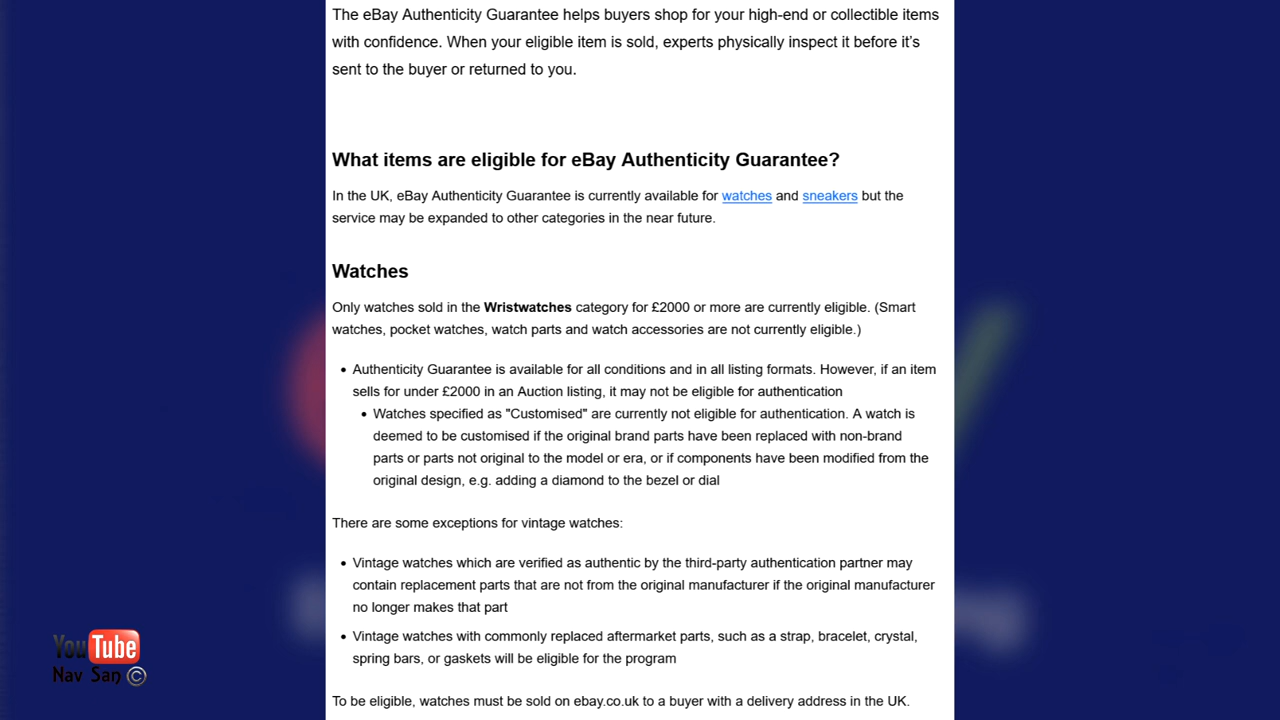 The eBay Authenticity Guarantee helps buyers shop for your high-end or collectible items
with confidence. When your eligible item is sold, experts physically inspect it before it's
sent to the buyer or returned to you.
What items are eligible for eBay Authenticity Guarantee?
In the UK, eBay Authenticity Guarantee is currently available for watches and sneakers but the
service may be expanded to other categories in the near future.
Watches
Only watches sold in the Wristwatches category for £2000 or more are currently eligible. (Smart
watches, pocket watches, watch parts and watch accessories are not currently eligible.)
• Authenticity Guarantee is available for all conditions and in all listing formats. However, if an item
sells for under £2000 in an Auction listing, it may not be eligible for authentication
• Watches specified as "Customised" are currently not eligible for authentication. A watch is
deemed to be customised if the original brand parts have been replaced with non-brand
parts or parts not original to the model or era, or if components have been modified from the
original design, e.g. adding a diamond to the bezel or dial
There are some exceptions for vintage watches:
• Vintage watches which are verified as authentic by the third-party authentication partner may
contain replacement parts that are not from the original manufacturer if the original manufacturer
no longer makes that part
• Vintage watches with commonly replaced aftermarket parts, such as a strap, bracelet, crystal,
spring bars, or gaskets will be eligible for the program
To be eligible, watches must be sold on ebay.co.uk to a buyer with a delivery address in the UK.
YouTube
Nav San ©